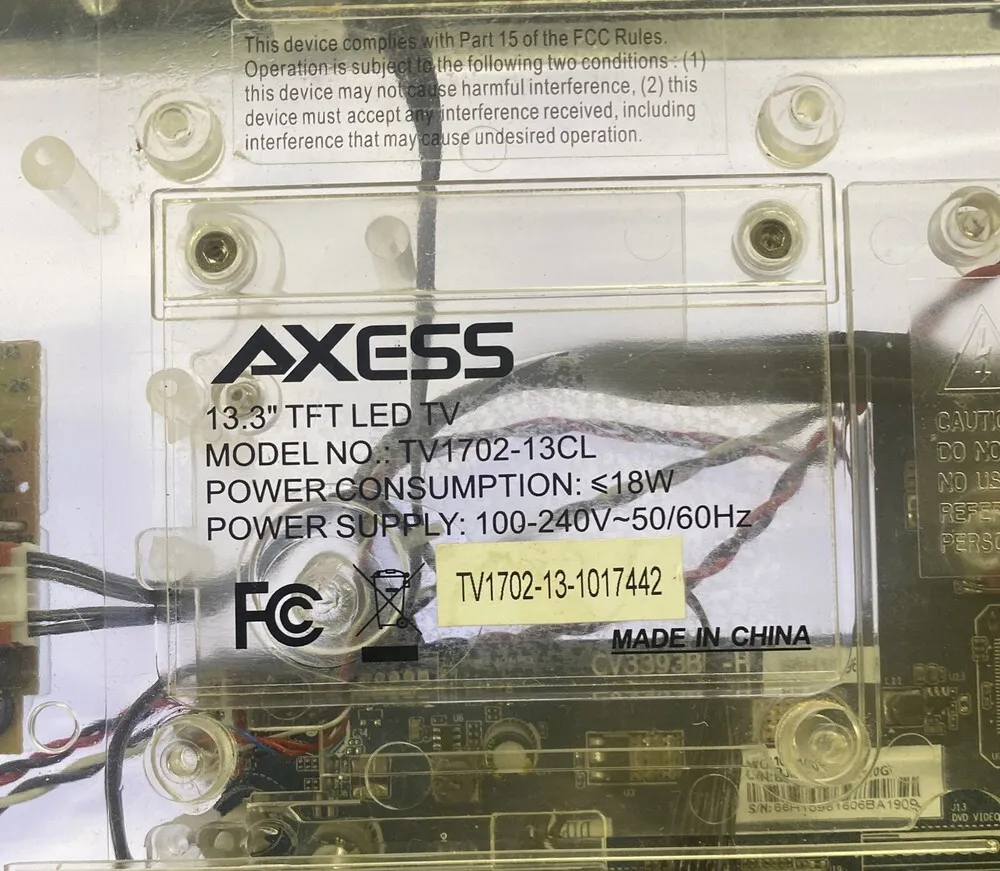 This device complies with Part 15 of the FCC Rules.
Operation is subject to the following two conditions : (1)
this device may not cause harmful interference, (2) this
device must accept any interference received, including
interference that may cause undesired operation.
AXESS
13.3" TFT LED TV
MODEL NO.: TV1702-13CL
POWER CONSUMPTION: ≤18W
POWER SUPPLY: 100-240V~50/60Hz
FC
TV1702-13-1017442
MADE IN CHINA
DO NO
NO US
REFE
PERSO
J13
DVD VIDEO